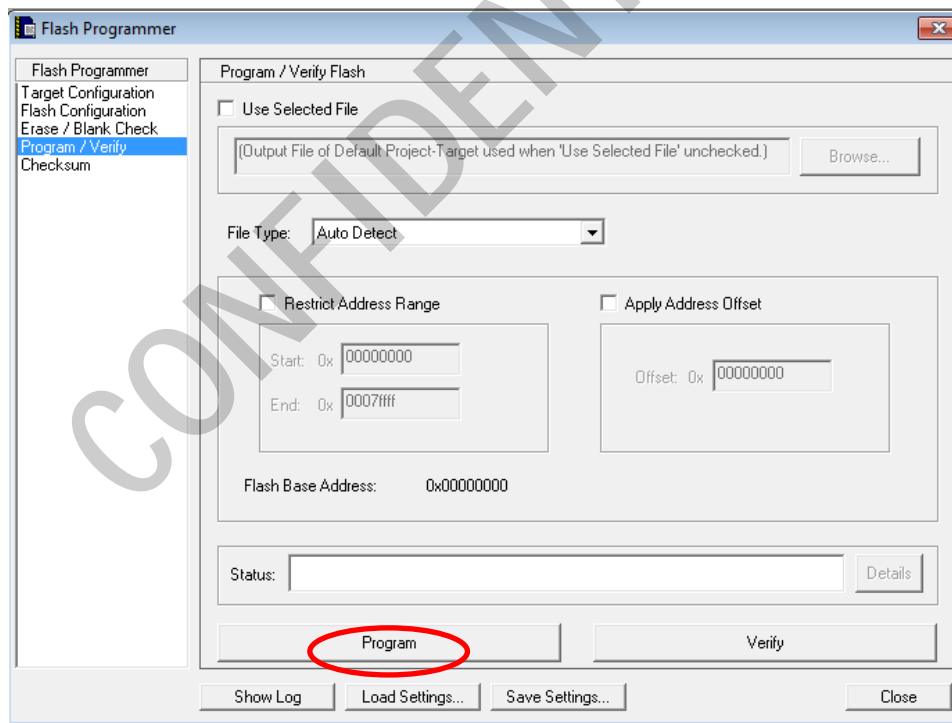 Flash Programmer
Flash Programmer
Target Configuration
Flash Configuration
Erase / Blank Check
Program / Verify
Checksum
Program / Verify Flash
Use Selected File
(Output File of Default Project-Target used when 'Use Selected File' unchecked.)
Browse...
File Type: Auto Detect
Restrict Address Range
Start: 0x 00000000
End: 0x 0007ffff
Apply Address Offset
Offset: 0x 00000000
Flash Base Address: 0x00000000
Status:
Details
Program
Verify
Show Log
Load Settings...
Save Settings...
Close
CONFIDENT